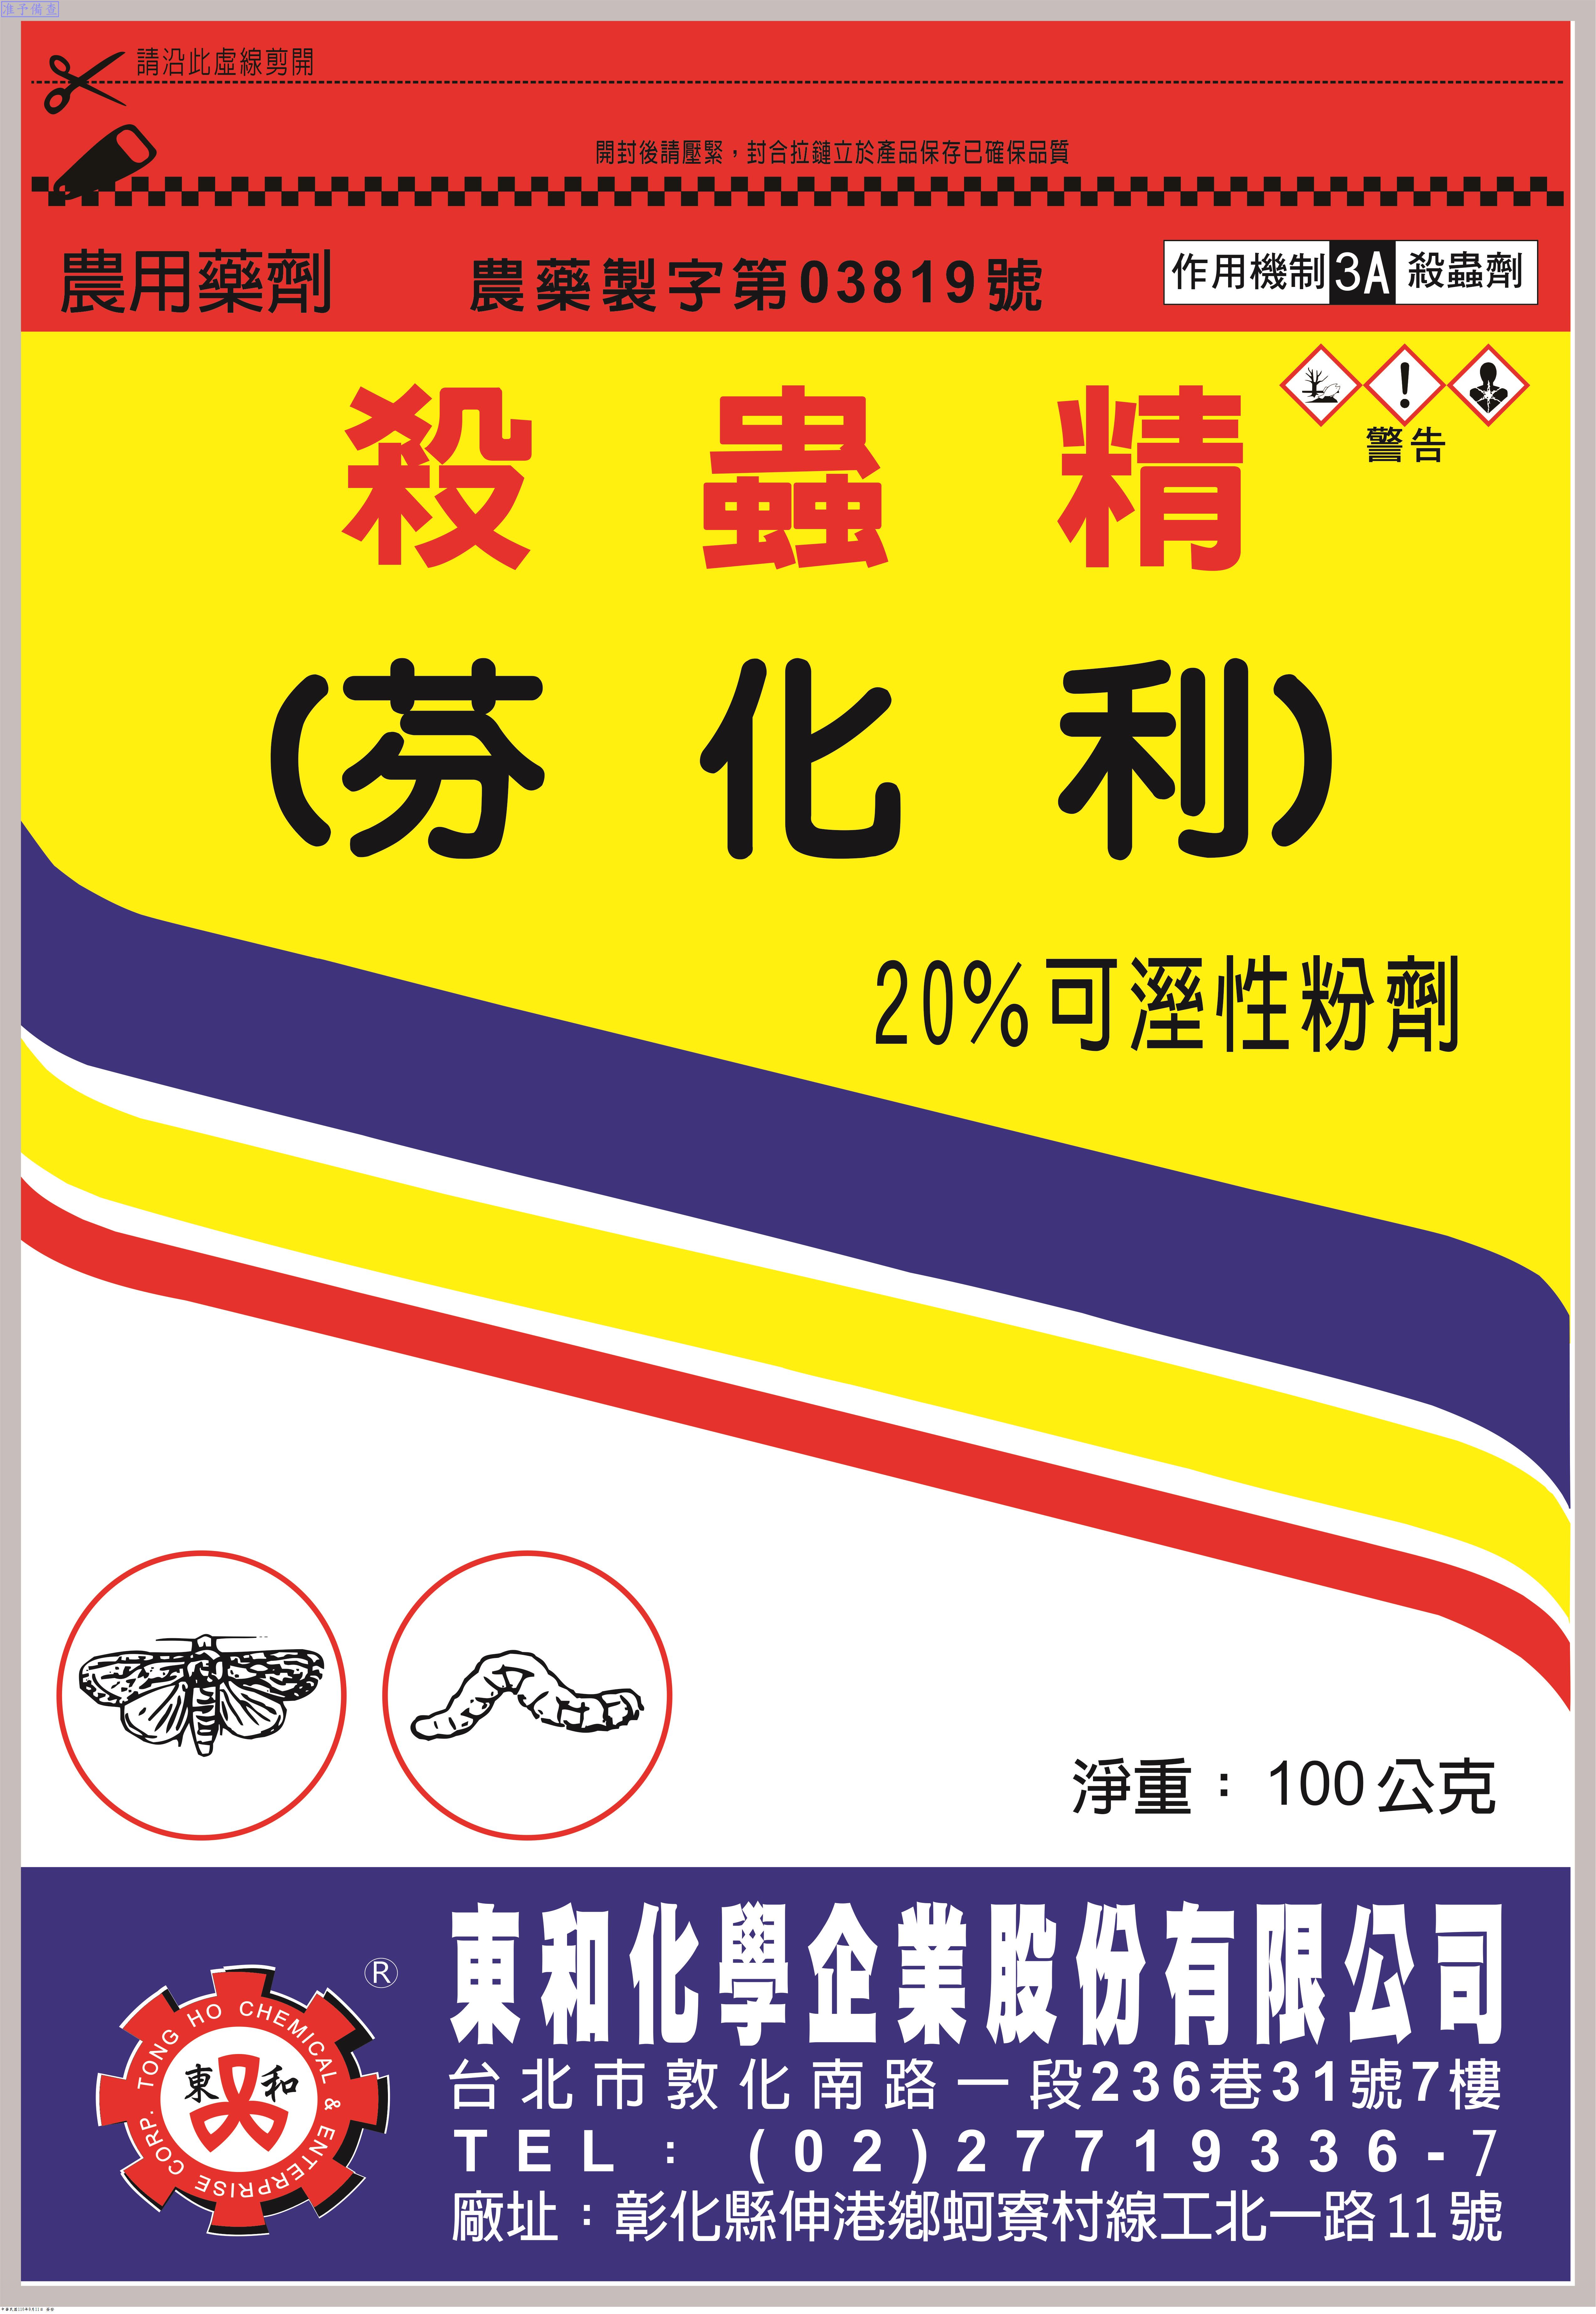 准予備查
請沿此虛線剪開
開封後請壓緊，封合拉鏈立於產品保存已確保品質
農用藥劑
農藥製字第03819號
作用機制 3A 殺蟲劑
殺蟲精
警告
(芬化利)
20%可溼性粉劑
淨重：100公克
東和化學企業股份有限公司
台北市敦化南路一段236巷31號7樓
TEL：(02)27719336-7
廠址：彰化縣伸港鄉蚵寮村線工北一路11號
®
TONG HO CHEMICAL & ENTERPRISE CORP.
東和